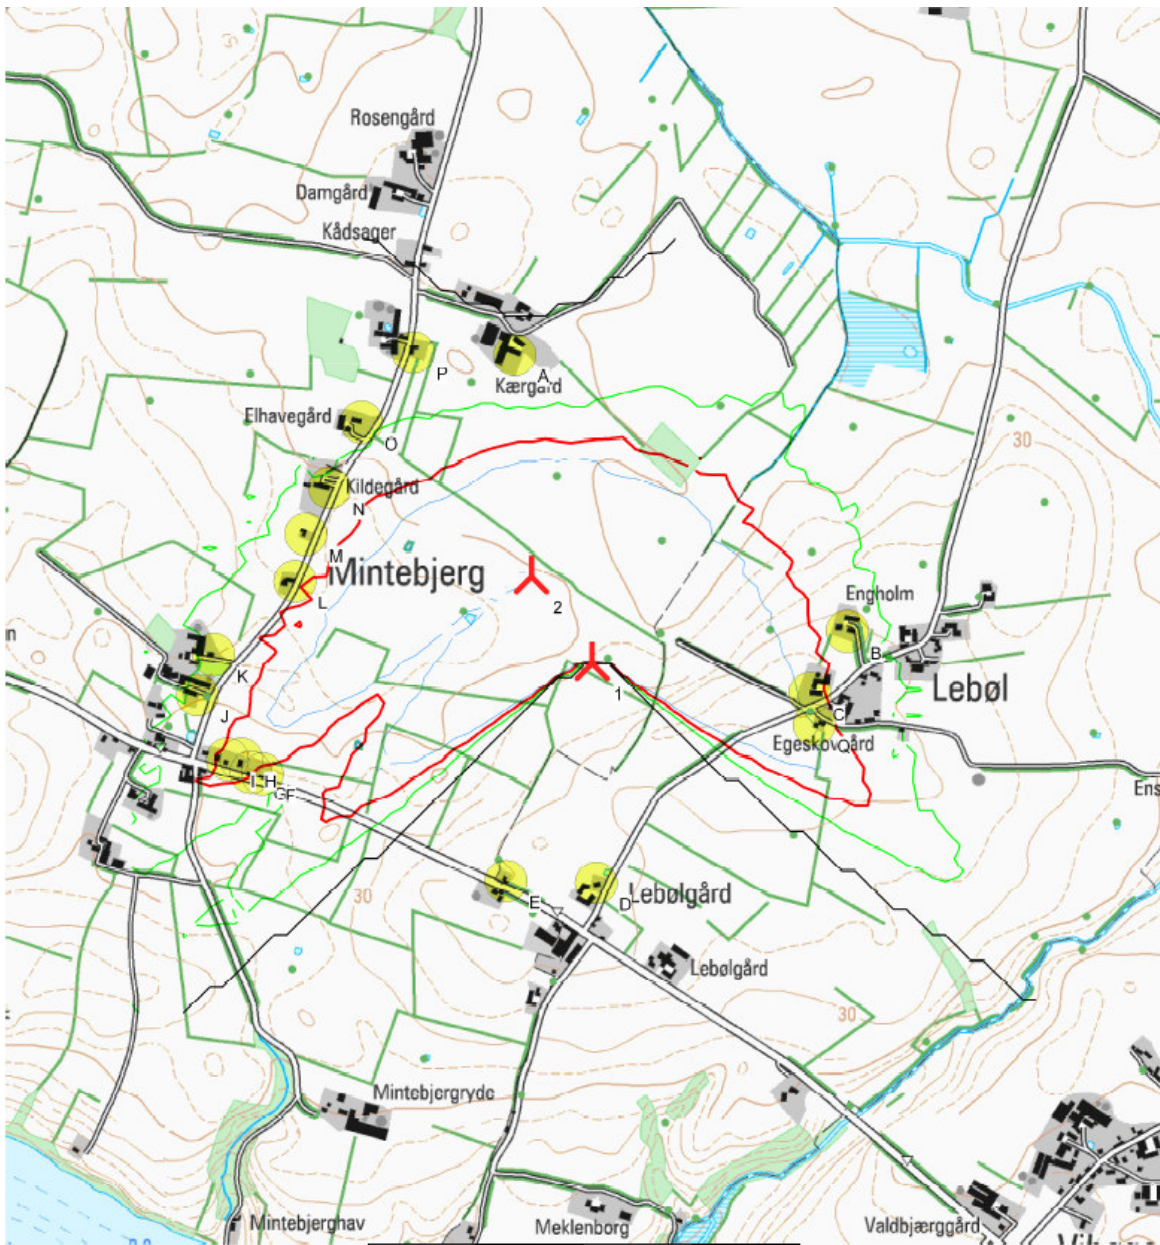 Rosengård
Damgård
Kådsager
P
A
Kærgård
Elhavegård
O
30
Kildegård
N
M
Mintebjerg
L
2
Engholm
n
B
K
Lebøl
1
J
C
Egeskovgård
Q
I H
G F
Ens
E
D
Lebølgård
30
Lebølgård
30
Mintebjergryde
Mintebjerghav
Meklenborg
Valdbjærggård